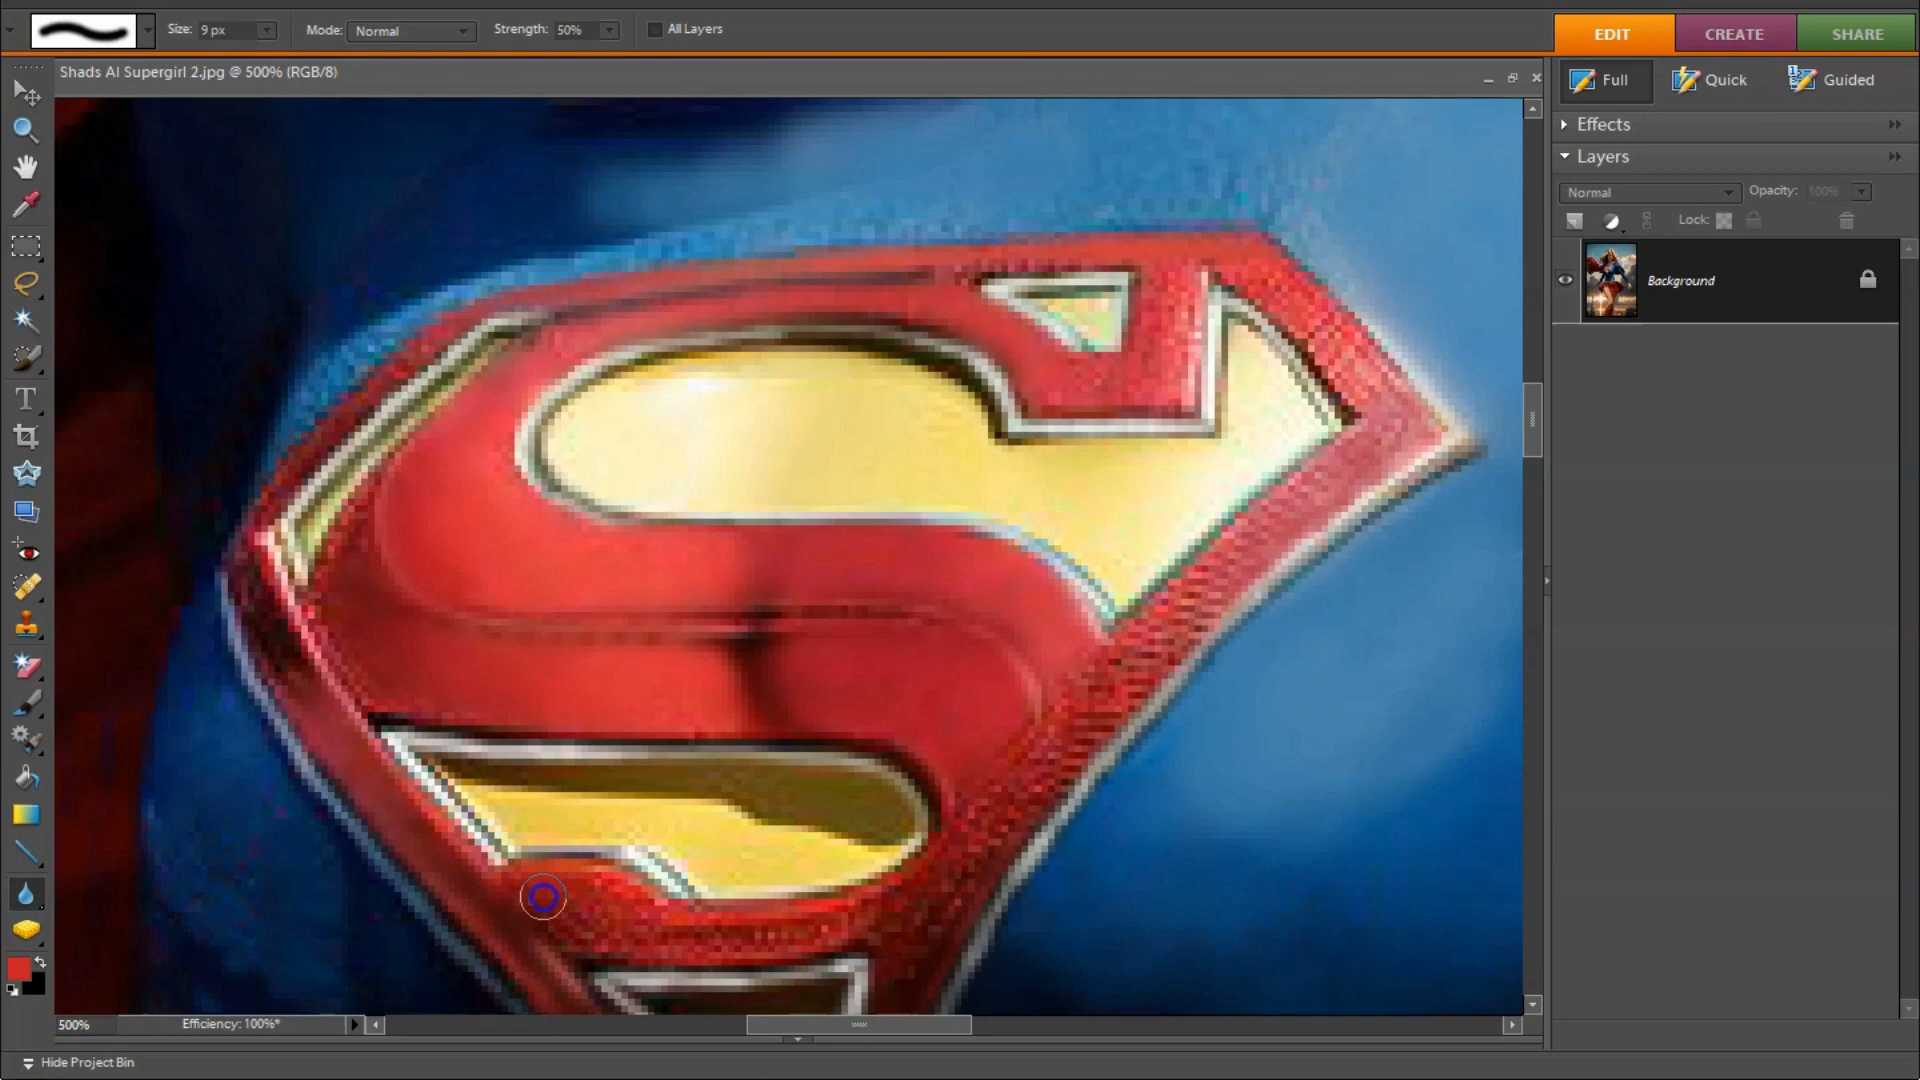 Size: 9 px Mode: Normal Strength: 50% All Layers
EDIT CREATE SHARE
Shads AI Supergirl 2.jpg @ 500% (RGB/8)
Full Quick Guided
Effects
Layers
Normal Opacity: 100%
Lock:
Background
T
500% Efficiency: 100%*
Hide Project Bin